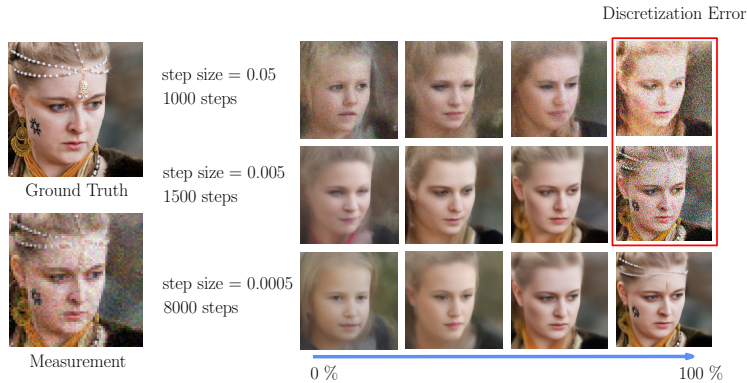 Discretization Error
step size = 0.05
1000 steps
Ground Truth
step size = 0.005
1500 steps
step size = 0.0005
8000 steps
Measurement
0 %
100 %